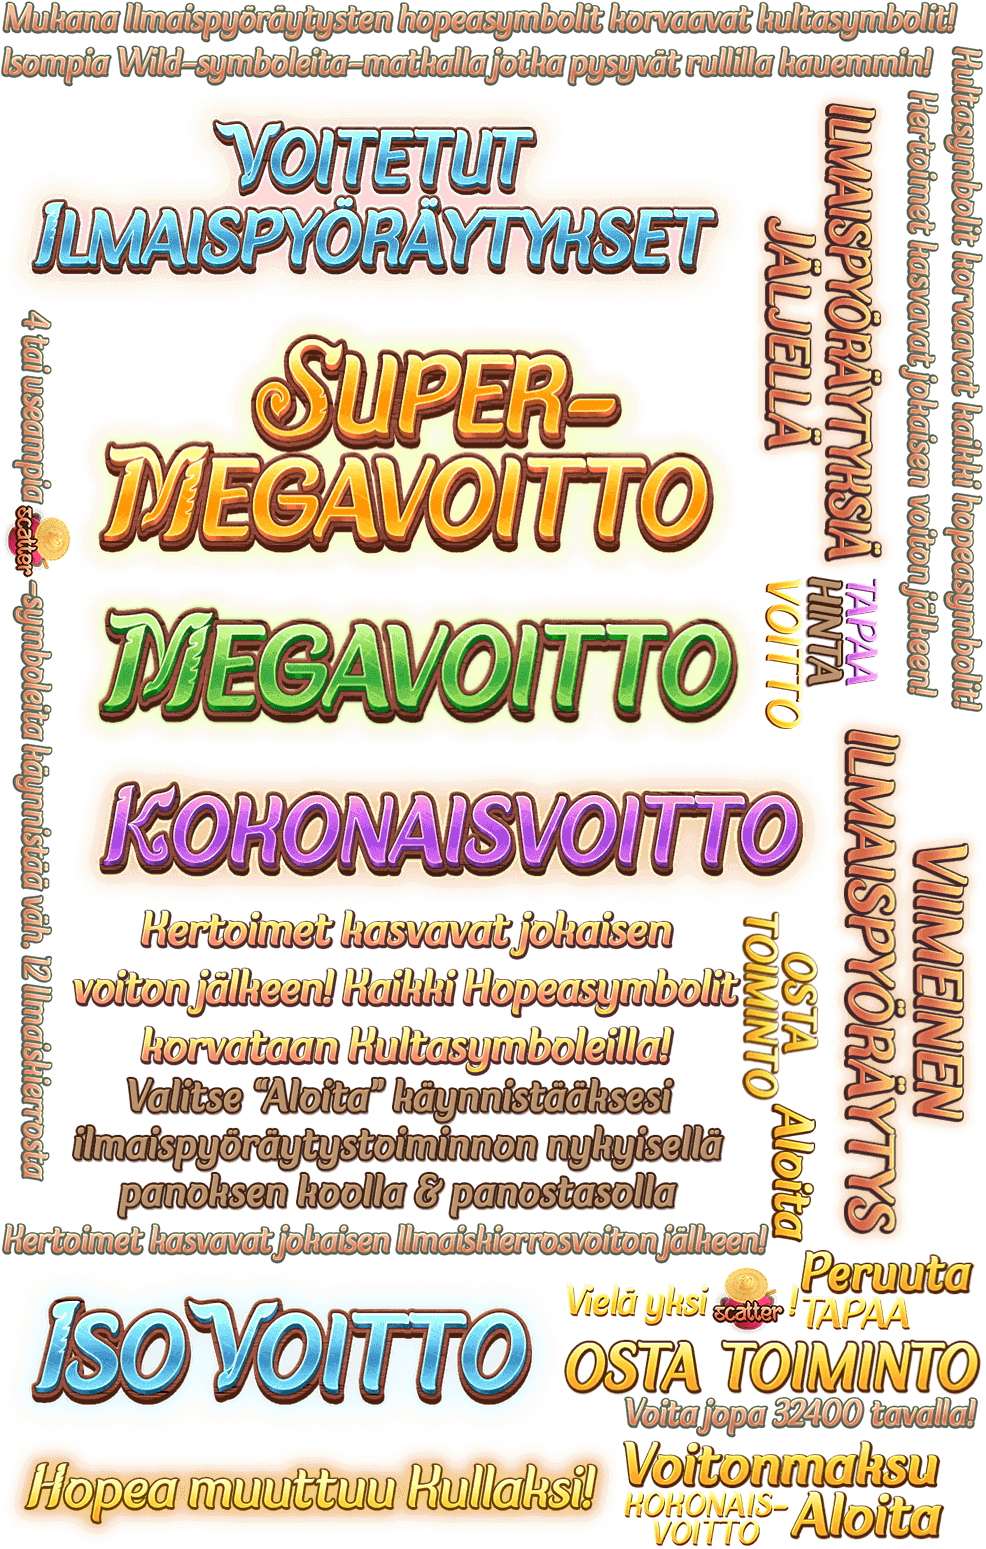 Mukana Ilmaispyöräytysten hopeasymbolit korvaavat kultasymbolit!
Isompia Wild-symboleita-matkalla jotka pysyvät rullilla kauemmin!
Kultasymbolit korvaavat kaikki hopeasymbolit!
Kertoimet kasvavat jokaisen voiton jälkeen!
ILMAISPYÖRÄYTYKSIÄ
JÄLJELLÄ
VOITETUT
ILMAISPYÖRÄYTYKSET
4 tai useampia scatter -symboleita käynnistää väh. 12 Ilmaiskierrosta
SUPER-
MEGAVOITTO
TAPAA
HINTA
VOITTO
MEGAVOITTO
KOKONAISVOITTO
VIIMEINEN
ILMAISPYÖRÄYTYS
Kertoimet kasvavat jokaisen
voiton jälkeen! Kaikki Hopeasymbolit
korvataan Kultasymboleilla!
OSTA
TOIMINTO
Valitse “Aloita” käynnistääksesi
ilmaispyöräytystoiminnon nykyisellä
panoksen koolla & panostasolla
Aloita
Kertoimet kasvavat jokaisen Ilmaiskierrosvoiton jälkeen!
Vielä yksi scatter !
Peruuta
TAPAA
ISO VOITTO
OSTA TOIMINTO
Voita jopa 32400 tavalla!
Hopea muuttuu Kullaksi!
Voitonmaksu
KOKONAIS-
VOITTO
Aloita